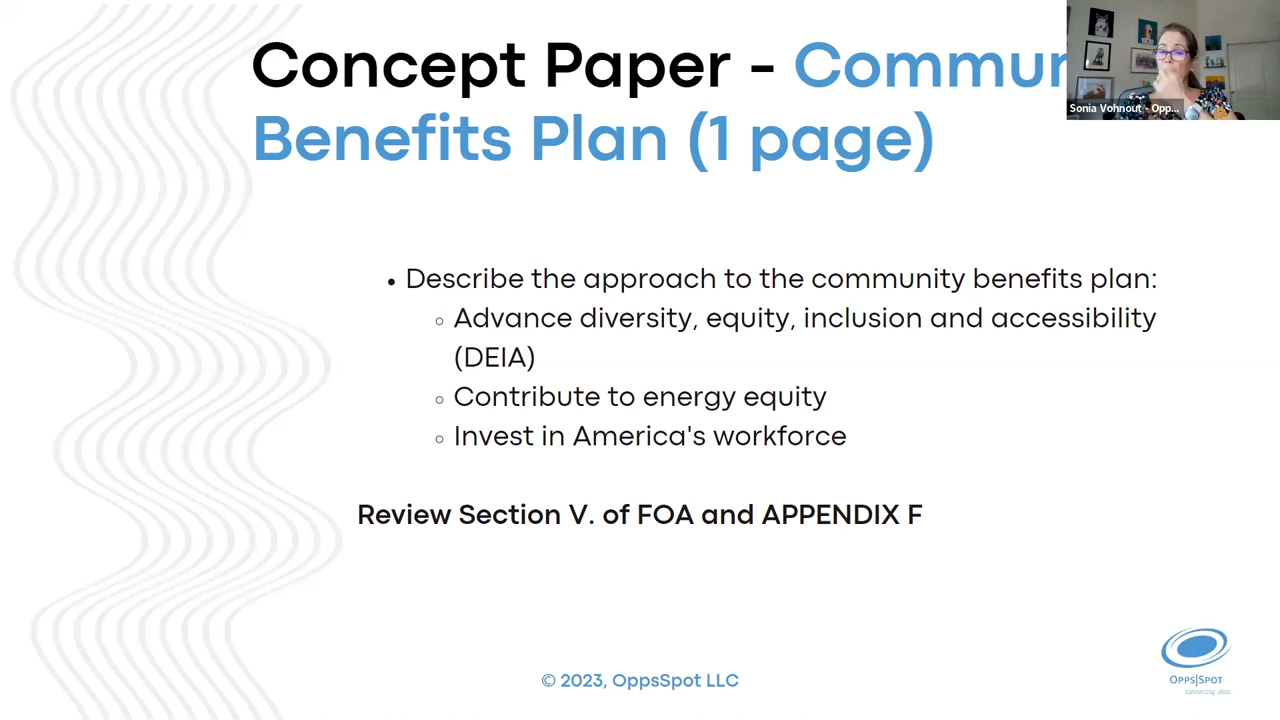 Concept Paper - Commun
Benefits Plan (1 page)
Sonia Vohnout - Opp...
• Describe the approach to the community benefits plan:
◦ Advance diversity, equity, inclusion and accessibility
(DEIA)
◦ Contribute to energy equity
◦ Invest in America's workforce
Review Section V. of FOA and APPENDIX F
© 2023, OppsSpot LLC
OPPS|SPOT
connecting ideas